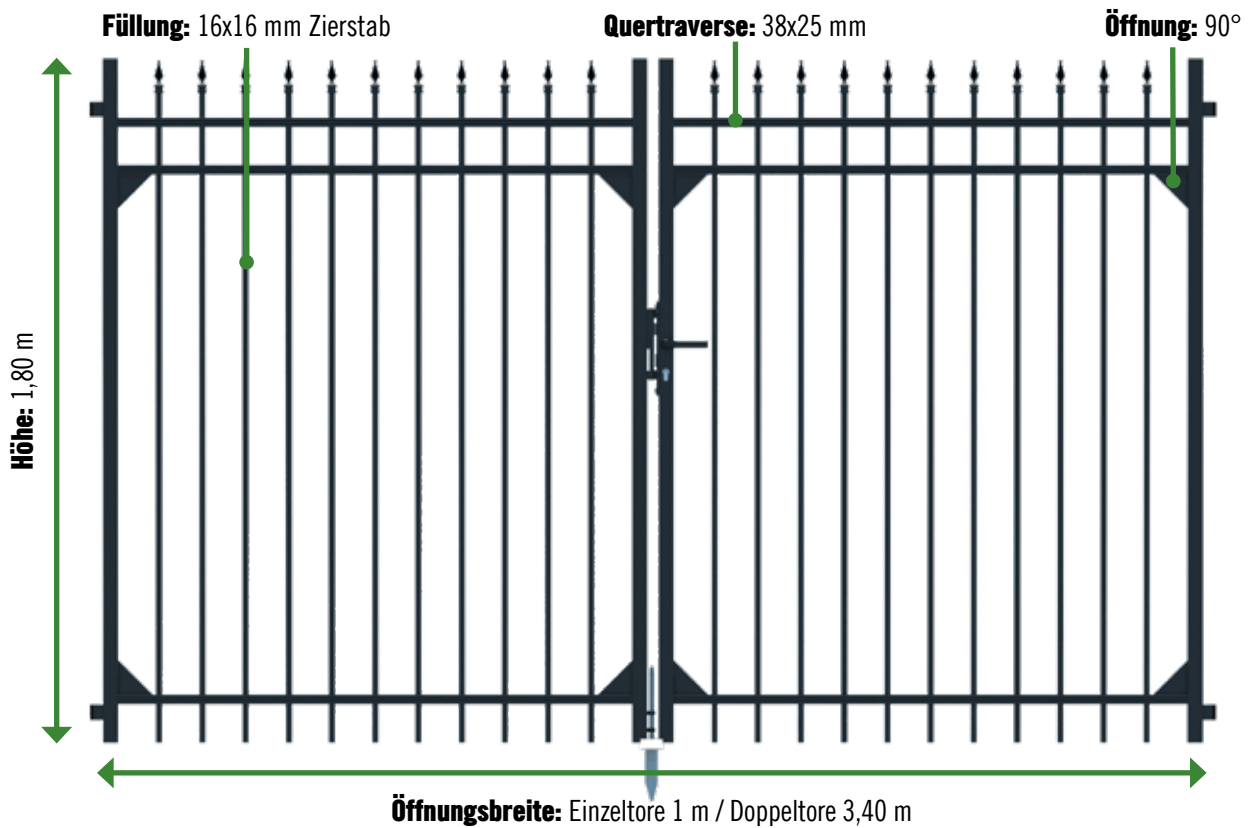 Füllung: 16x16 mm Zierstab
Quertraverse: 38x25 mm
Öffnung: 90°
Höhe: 1,80 m
Öffnungsbreite: Einzeltore 1 m / Doppeltore 3,40 m